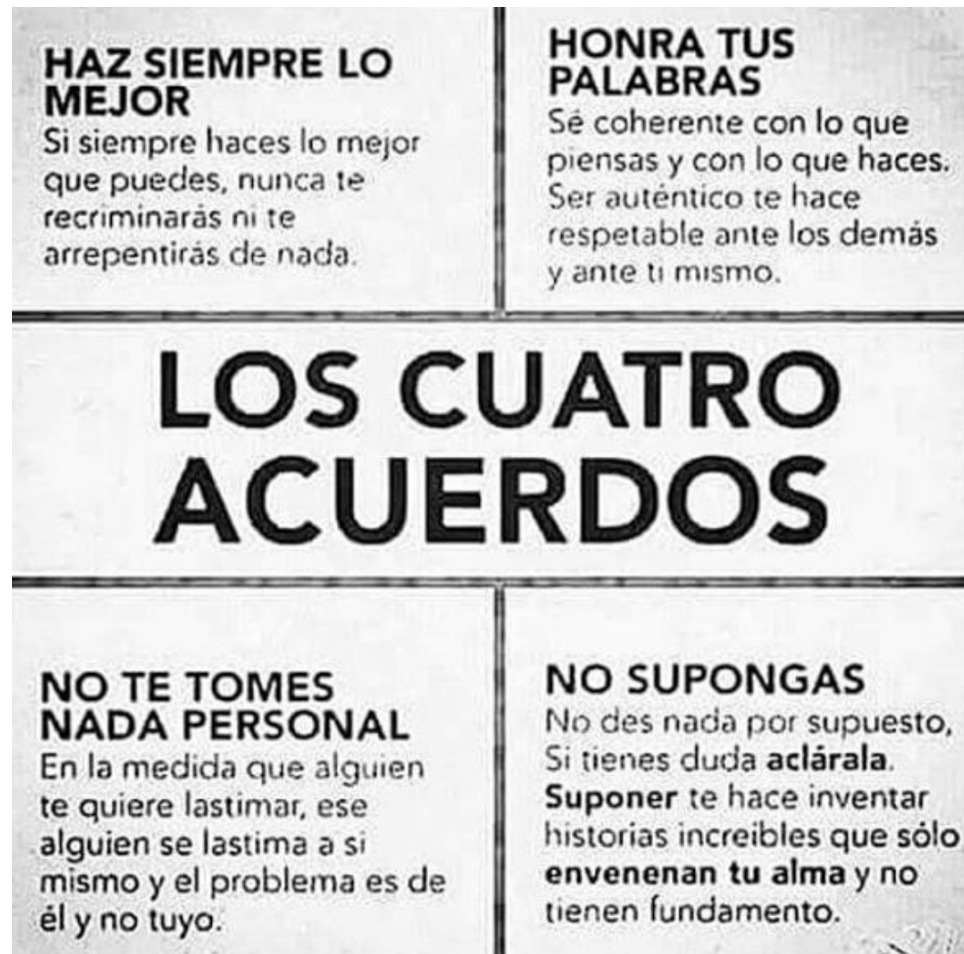 HAZ SIEMPRE LO
MEJOR
Si siempre haces lo mejor
que puedes, nunca te
recriminarás ni te
arrepentirás de nada.
HONRA TUS
PALABRAS
Sé coherente con lo que
piensas y con lo que haces.
Ser auténtico te hace
respetable ante los demás
y ante ti mismo.
LOS CUATRO
ACUERDOS
NO TE TOMES
NADA PERSONAL
En la medida que alguien
te quiere lastimar, ese
alguien se lastima a si
mismo y el problema es de
él y no tuyo.
NO SUPONGAS
No des nada por supuesto,
Si tienes duda aclárala.
Suponer te hace inventar
historias increibles que sólo
envenenan tu alma y no
tienen fundamento.